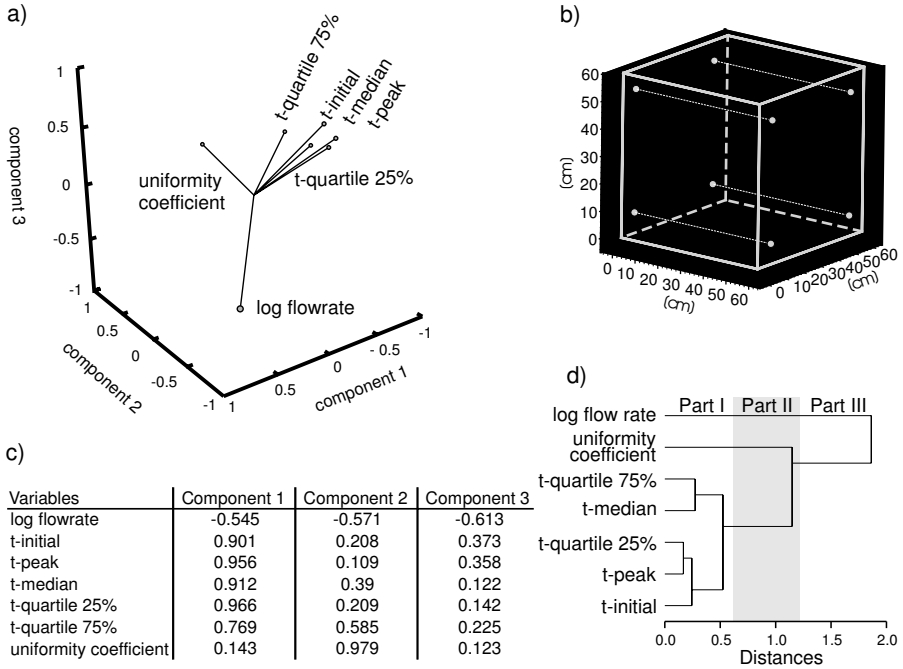 a)
1
0.5
0
-0.5
-1
component 3
t-quartile 75%
t-initial
t-median
t-peak
t-quartile 25%
uniformity
coefficient
log flowrate
1
0.5
0
-0.5
-1
component 2
1
0.5
0
- 0.5
-1
component 1
b)
60
50
40
30
20
10
0
(cm)
0 10 20 30 40 50 60
(cm)
0 10 20 30 40 50 60
(cm)
c)
Variables Component 1 Component 2 Component 3
log flowrate -0.545 -0.571 -0.613
t-initial 0.901 0.208 0.373
t-peak 0.956 0.109 0.358
t-median 0.912 0.39 0.122
t-quartile 25% 0.966 0.209 0.142
t-quartile 75% 0.769 0.585 0.225
uniformity coefficient 0.143 0.979 0.123
d)
Part I Part II Part III
log flow rate
uniformity
coefficient
t-quartile 75%
t-median
t-quartile 25%
t-peak
t-initial
0.0 0.5 1.0 1.5 2.0
Distances